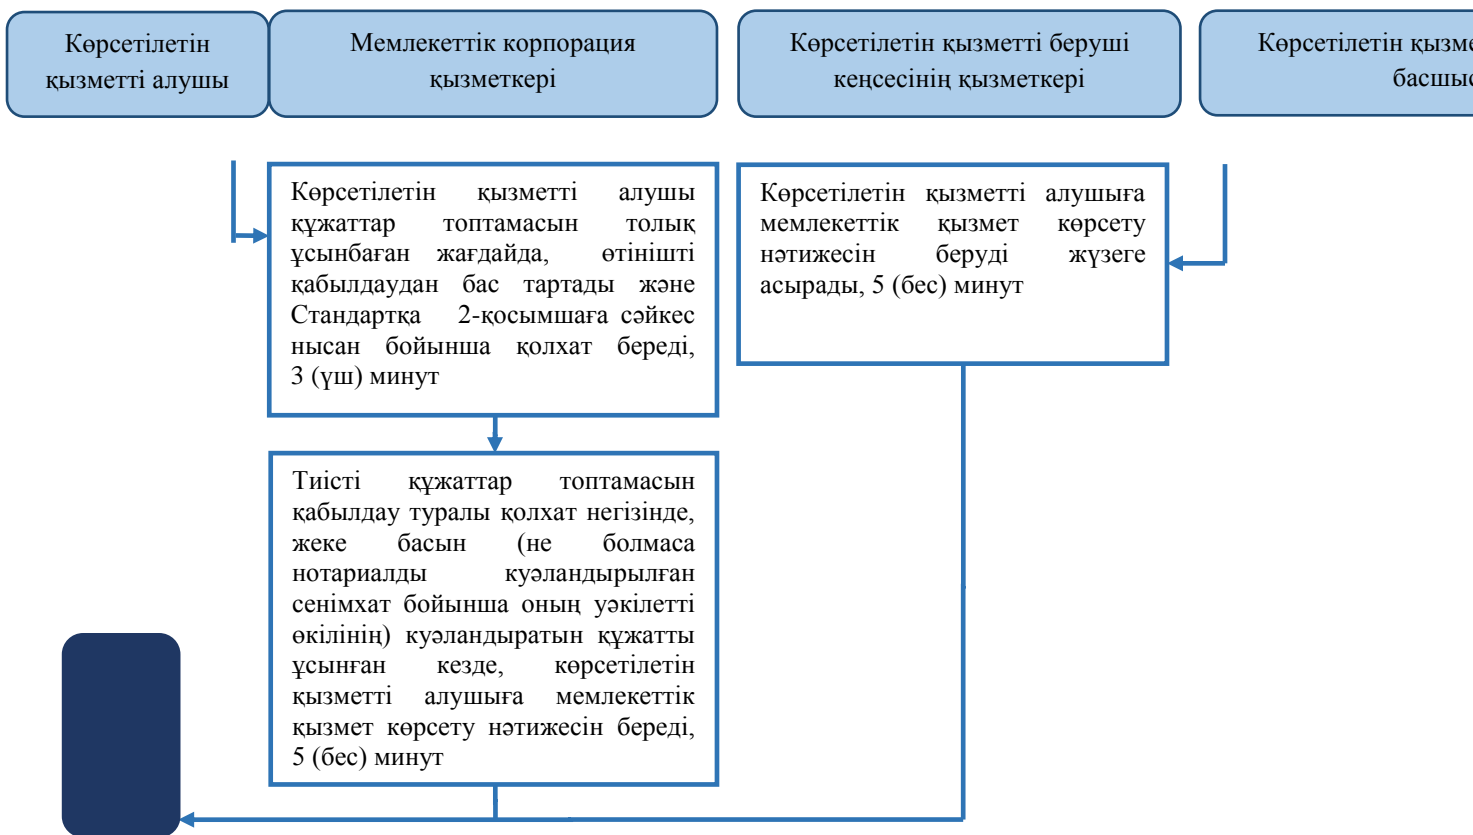 Көрсетілетін
қызметті алушы
Мемлекеттік корпорация
қызметкері
Көрсетілетін қызметті беруші
кеңсесінің қызметкері
Көрсетілетін
Көрсетілетін қызметті алушы
құжаттар топтамасын толық
ұсынбаған жағдайда, өтінішті
қабылдаудан бас тартады және
Стандартқа 2-қосымшаға сәйкес
нысан бойынша қолхат береді,
3 (үш) минут
Көрсетілетін қызметті алушыға
мемлекеттік қызмет көрсету
нәтижесін беруді жүзеге
асырады, 5 (бес) минут
Тиісті құжаттар топтамасын
қабылдау туралы қолхат негізінде,
жеке басын (не болмаса
нотариалды куәландырылған
сенімхат бойынша оның уәкілетті
өкілінің) куәландыратын құжатты
ұсынған кезде, көрсетілетін
қызметті алушыға мемлекеттік
қызмет көрсету нәтижесін береді,
5 (бес) минут